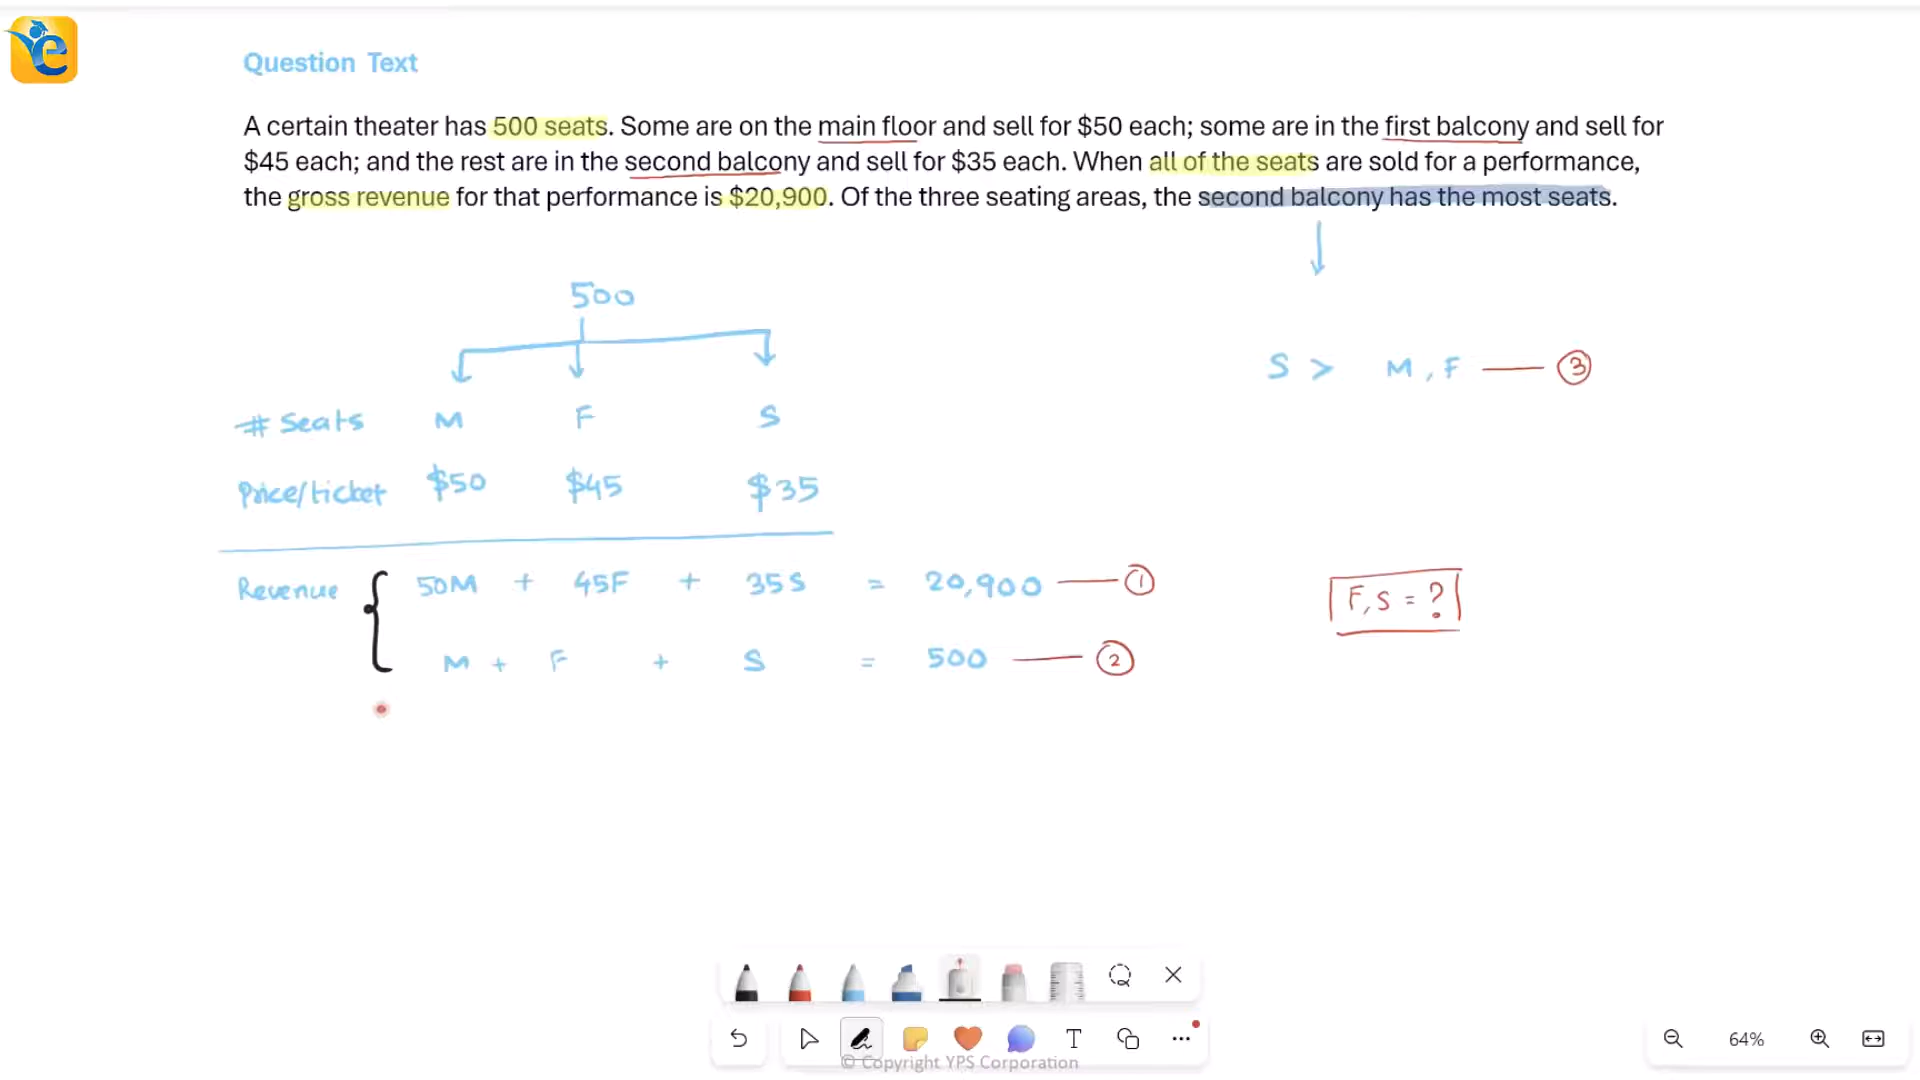 Question Text
A certain theater has 500 seats. Some are on the main floor and sell for $50 each; some are in the first balcony and sell for
$45 each; and the rest are in the second balcony and sell for $35 each. When all of the seats are sold for a performance,
the gross revenue for that performance is $20,900. Of the three seating areas, the second balcony has the most seats.
500
S > M, F — ③
# Seats M F S
Price/ticket $50 $45 $35
Revenue 50M + 45F + 35S = 20,900 — ①
F, S = ?
M + F + S = 500 — ②
64%
© Copyright YPS Corporation